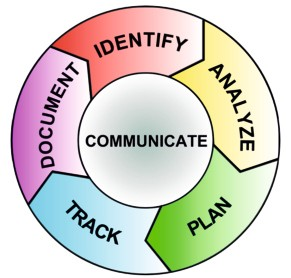 IDENTIFY
ANALYZE
PLAN
TRACK
DOCUMENT
COMMUNICATE